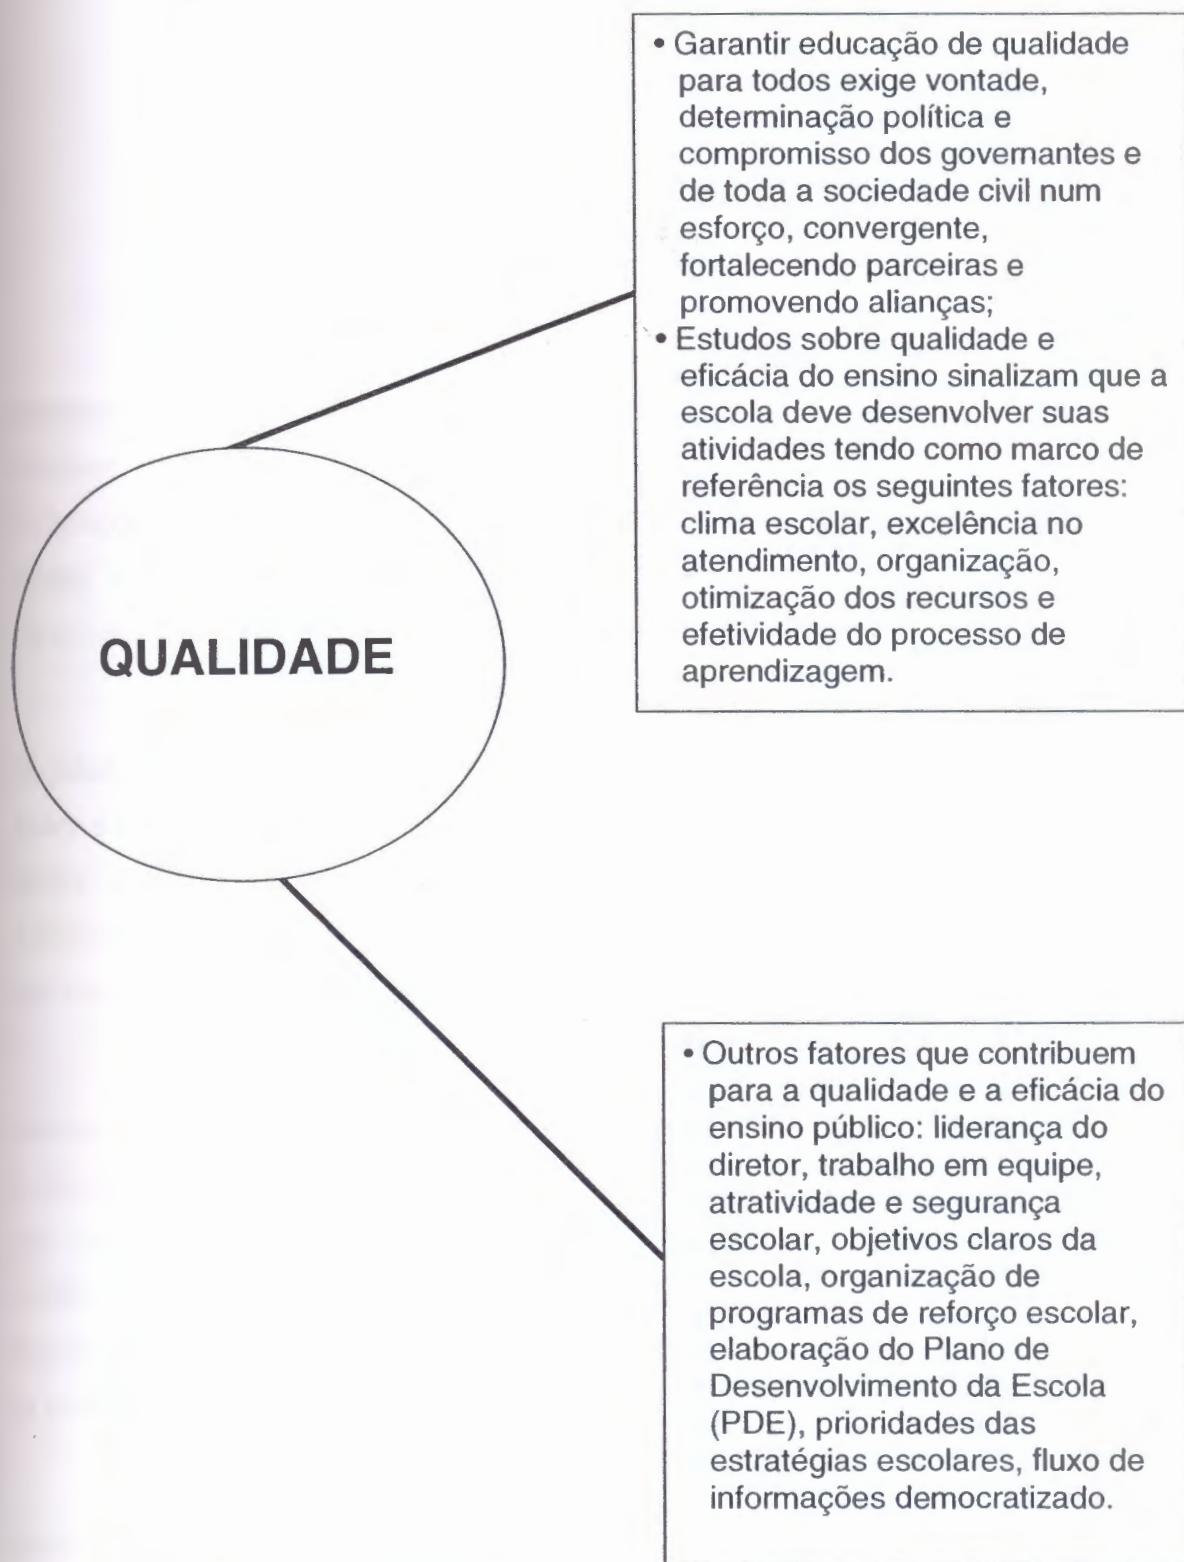 • Garantir educação de qualidade
para todos exige vontade,
determinação política e
compromisso dos governantes e
de toda a sociedade civil num
esforço, convergente,
fortalecendo parceiras e
promovendo alianças;
• Estudos sobre qualidade e
eficácia do ensino sinalizam que a
escola deve desenvolver suas
atividades tendo como marco de
referência os seguintes fatores:
clima escolar, excelência no
atendimento, organização,
otimização dos recursos e
efetividade do processo de
aprendizagem.
QUALIDADE
• Outros fatores que contribuem
para a qualidade e a eficácia do
ensino público: liderança do
diretor, trabalho em equipe,
atratividade e segurança
escolar, objetivos claros da
escola, organização de
programas de reforço escolar,
elaboração do Plano de
Desenvolvimento da Escola
(PDE), prioridades das
estratégias escolares, fluxo de
informações democratizado.